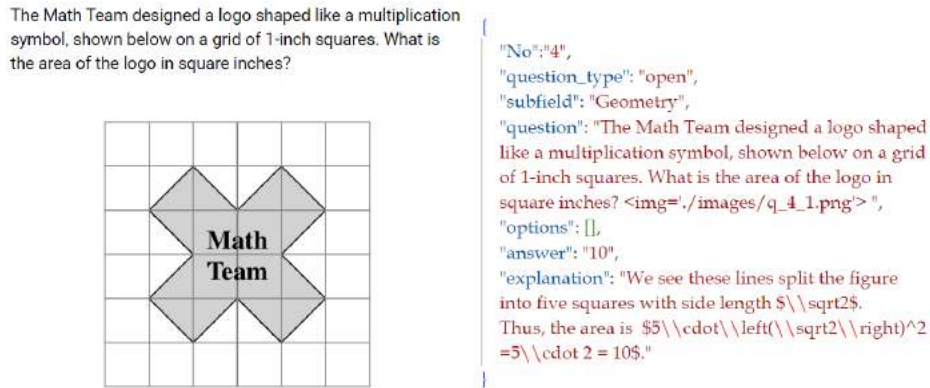 The Math Team designed a logo shaped like a multiplication
symbol, shown below on a grid of 1-inch squares. What is
the area of the logo in square inches?
Math
Team
{
"No":"4",
"question_type": "open",
"subfield": "Geometry",
"question": "The Math Team designed a logo shaped
like a multiplication symbol, shown below on a grid
of 1-inch squares. What is the area of the logo in
square inches? <img='./images/q_4_1.png'> ",
"options": [],
"answer": "10",
"explanation": "We see these lines split the figure
into five squares with side length $\\sqrt2$.
Thus, the area is  $5\\cdot\\left(\\sqrt2\\right)^2
=5\\cdot 2 = 10$."
}